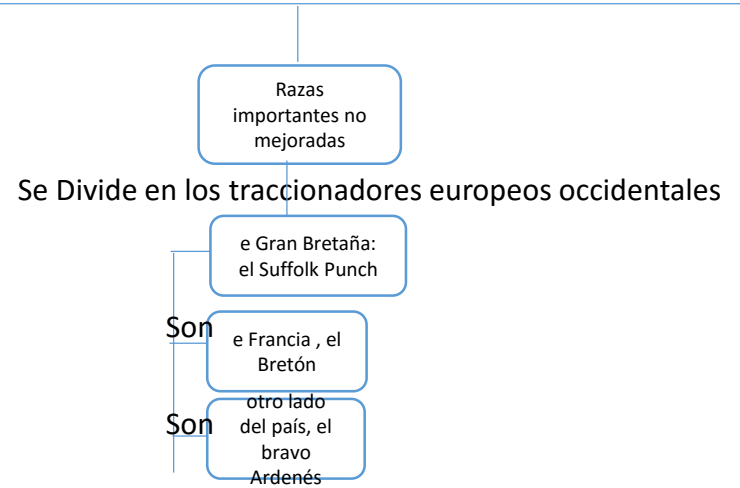 Razas
importantes no
mejoradas
Se Divide en los traccionadores europeos occidentales
e Gran Bretaña:
el Suffolk Punch
Son
e Francia , el
Bretón
Son
otro lado
del país, el
bravo
Ardenés